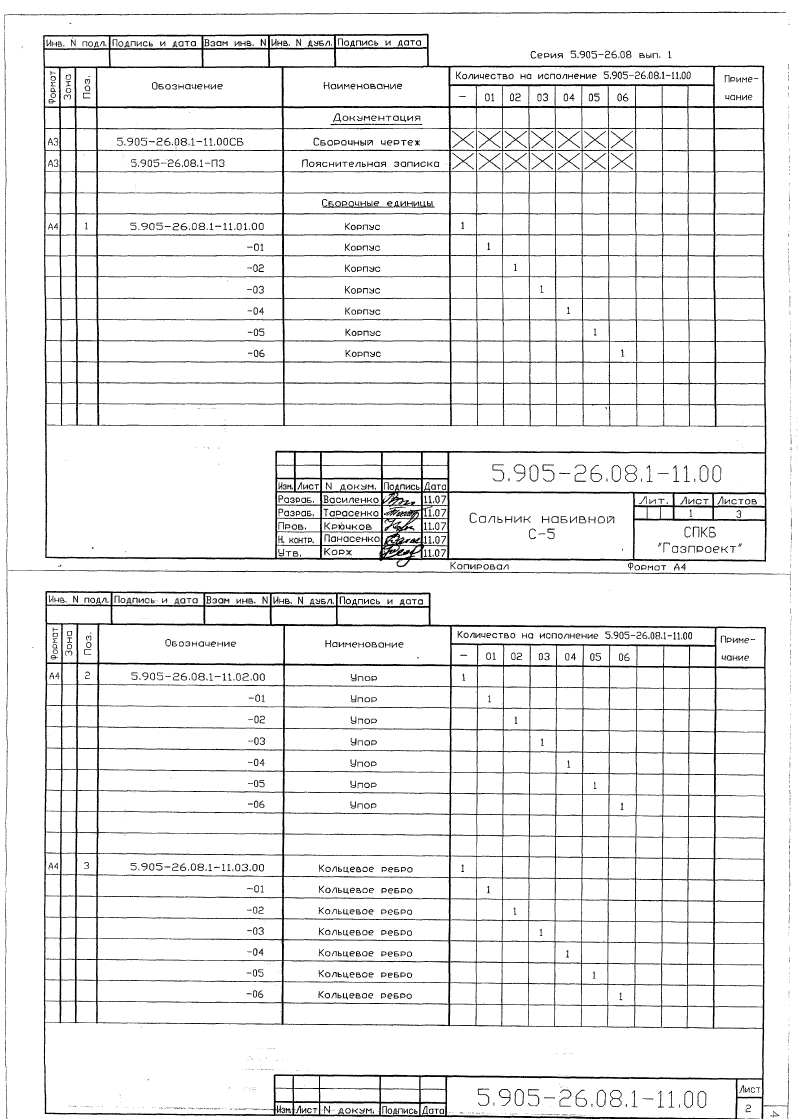 Инв. N подл. Подпись и дата Взам инв. N Инв. N дубл. Подпись и дата
Серия 5.905-26.08 вып. 1
Формат Зона Поз. Обозначение Наименование Количество на исполнение 5.905-26.08.1-11.00 Приме-
чание
- 01 02 03 04 05 06
Документация
А3 5.905-26.08.1-11.00СБ Сборочный чертеж
А3 5.905-26.08.1-ПЗ Пояснительная записка
Сборочные единицы
А4 1 5.905-26.08.1-11.01.00 Корпус 1
-01 Корпус 1
-02 Корпус 1
-03 Корпус 1
-04 Корпус 1
-05 Корпус 1
-06 Корпус 1
5.905-26.08.1-11.00
Изм. Лист N докум. Подпись Дата
Разраб. Василенко 11.07
Разраб. Тарасенко 11.07
Пров. Крючков 11.07
Н. контр. Панасенко 11.07
Утв. Корж 11.07
Сальник набивной
С-5
Лит. Лист Листов
1 3
СПКБ
"Газпроект"
Копировал Формат А4
Инв. N подл. Подпись и дата Взам инв. N Инв. N дубл. Подпись и дата
Формат Зона Поз. Обозначение Наименование Количество на исполнение 5.905-26.08.1-11.00 Приме-
чание
- 01 02 03 04 05 06
А4 2 5.905-26.08.1-11.02.00 Упор 1
-01 Упор 1
-02 Упор 1
-03 Упор 1
-04 Упор 1
-05 Упор 1
-06 Упор 1
А4 3 5.905-26.08.1-11.03.00 Кольцевое ребро 1
-01 Кольцевое ребро 1
-02 Кольцевое ребро 1
-03 Кольцевое ребро 1
-04 Кольцевое ребро 1
-05 Кольцевое ребро 1
-06 Кольцевое ребро 1
Изм. Лист N докум. Подпись Дата
5.905-26.08.1-11.00
Лист
2